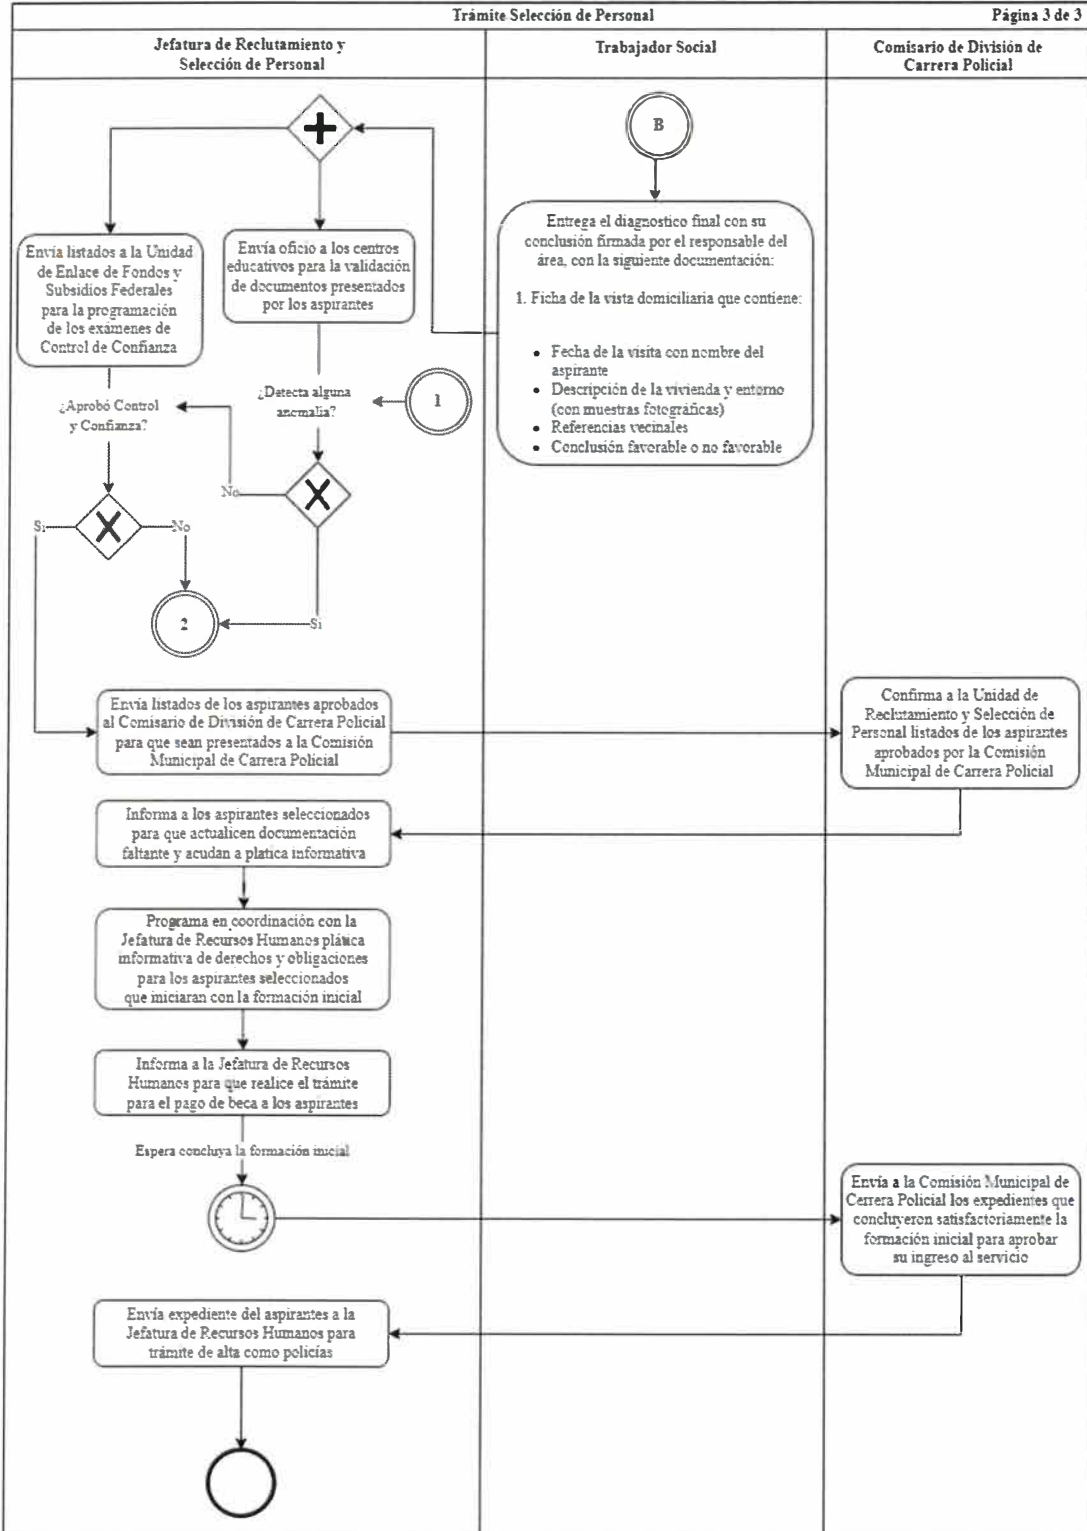 Trámite Selección de Personal
Página 3 de 3
Jefatura de Reclutamiento y
Selección de Personal
Trabajador Social
Comisario de División de
Carrera Policial
B
Entrega el diagnostico final con su
conclusión firmada por el responsable del
área, con la siguiente documentación:
1. Ficha de la vista domiciliaria que contiene:
• Fecha de la visita con nombre del
aspirante
• Descripción de la vivienda y entorno
(con muestras fotográficas)
• Referencias vecinales
• Conclusión favorable o no favorable
Envía listados a la Unidad
de Enlace de Fondos y
Subsidios Federales
para la programación
de los exámenes de
Control de Confianza
Envía oficio a los centros
educativos para la validación
de documentos presentados
por los aspirantes
¿Detecta alguna
anomalía?
1
¿Aprobó Control
y Confianza?
No
Si
No
Si
2
Envía listados de los aspirantes aprobados
al Comisario de División de Carrera Policial
para que sean presentados a la Comisión
Municipal de Carrera Policial
Confirma a la Unidad de
Reclutamiento y Selección de
Personal listados de los aspirantes
aprobados por la Comisión
Municipal de Carrera Policial
Informa a los aspirantes seleccionados
para que actualicen documentación
faltante y acudan a platica informativa
Programa en coordinación con la
Jefatura de Recursos Humanos plática
informativa de derechos y obligaciones
para los aspirantes seleccionados
que iniciaran con la formación inicial
Informa a la Jefatura de Recursos
Humanos para que realice el trámite
para el pago de beca a los aspirantes
Espera concluya la formación inicial
Envía a la Comisión Municipal de
Cerrera Policial los expedientes que
concluyeron satisfactoriamente la
formación inicial para aprobar
su ingreso al servicio
Envía expediente del aspirantes a la
Jefatura de Recursos Humanos para
trámite de alta como policías